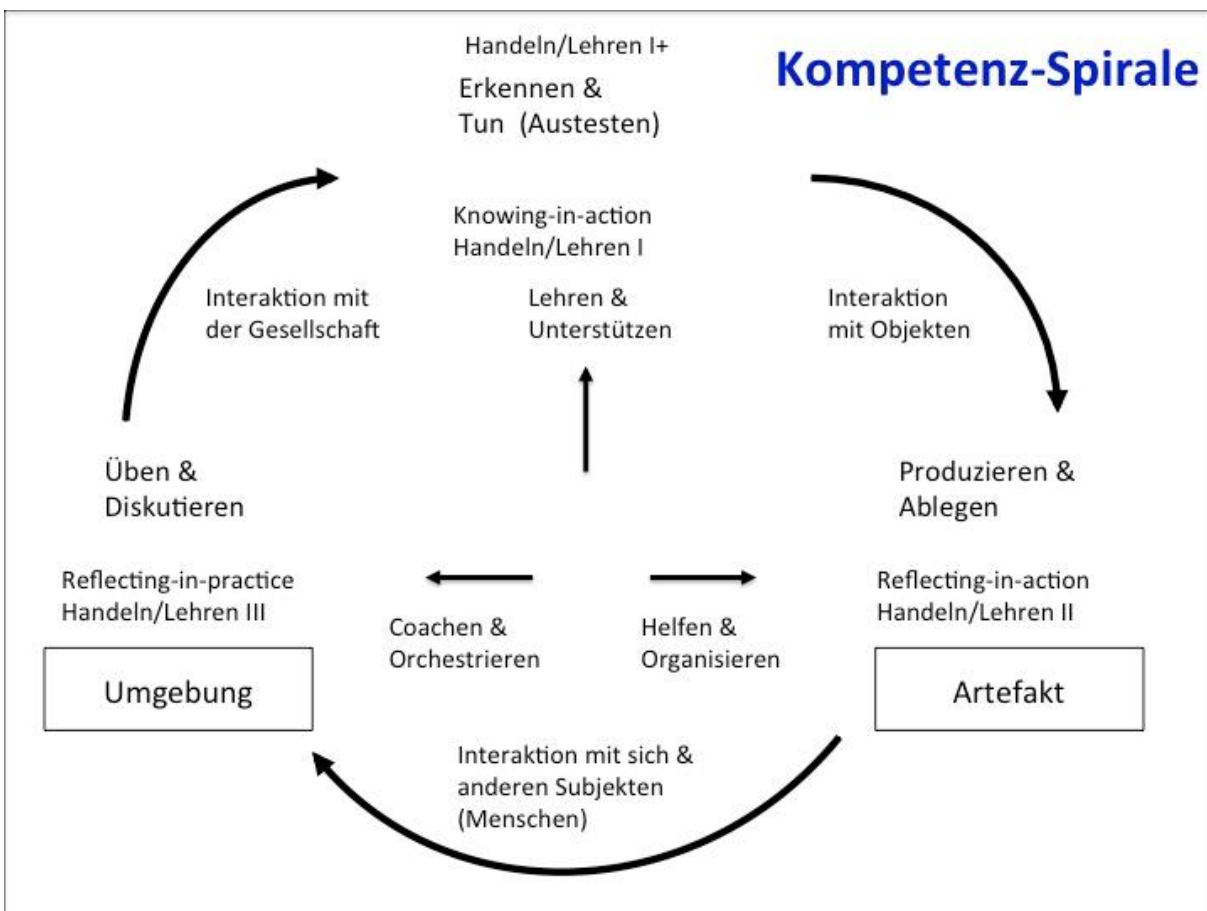 Kompetenz-Spirale
Handeln/Lehren I+
Erkennen &
Tun (Austesten)
Knowing-in-action
Handeln/Lehren I
Interaktion mit
der Gesellschaft
Lehren &
Unterstützen
Interaktion
mit Objekten
Üben &
Diskutieren
Produzieren &
Ablegen
Reflecting-in-practice
Handeln/Lehren III
Reflecting-in-action
Handeln/Lehren II
Coachen &
Orchestrieren
Helfen &
Organisieren
Umgebung
Artefakt
Interaktion mit sich &
anderen Subjekten
(Menschen)